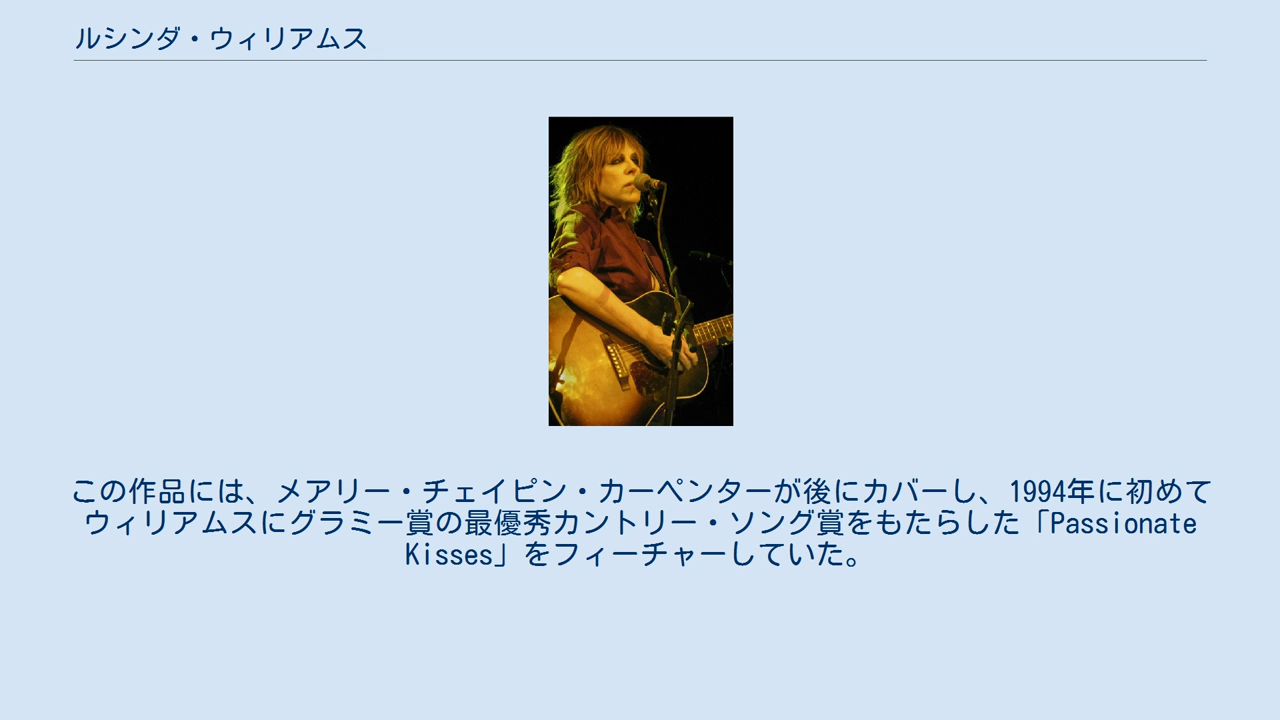 ルシンダ・ウィリアムス
この作品には、メアリー・チェイピン・カーペンターが後にカバーし、1994年に初めて
ウィリアムスにグラミー賞の最優秀カントリー・ソング賞をもたらした「Passionate
Kisses」をフィーチャーしていた。